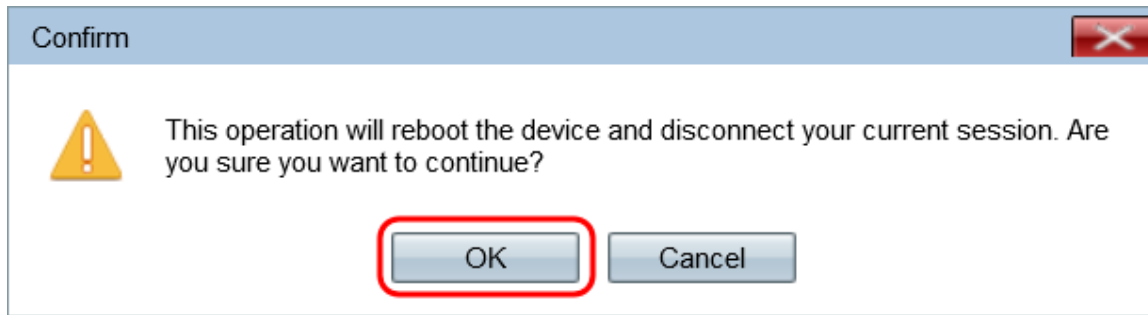 Confirm
This operation will reboot the device and disconnect your current session. Are
you sure you want to continue?
OK
Cancel